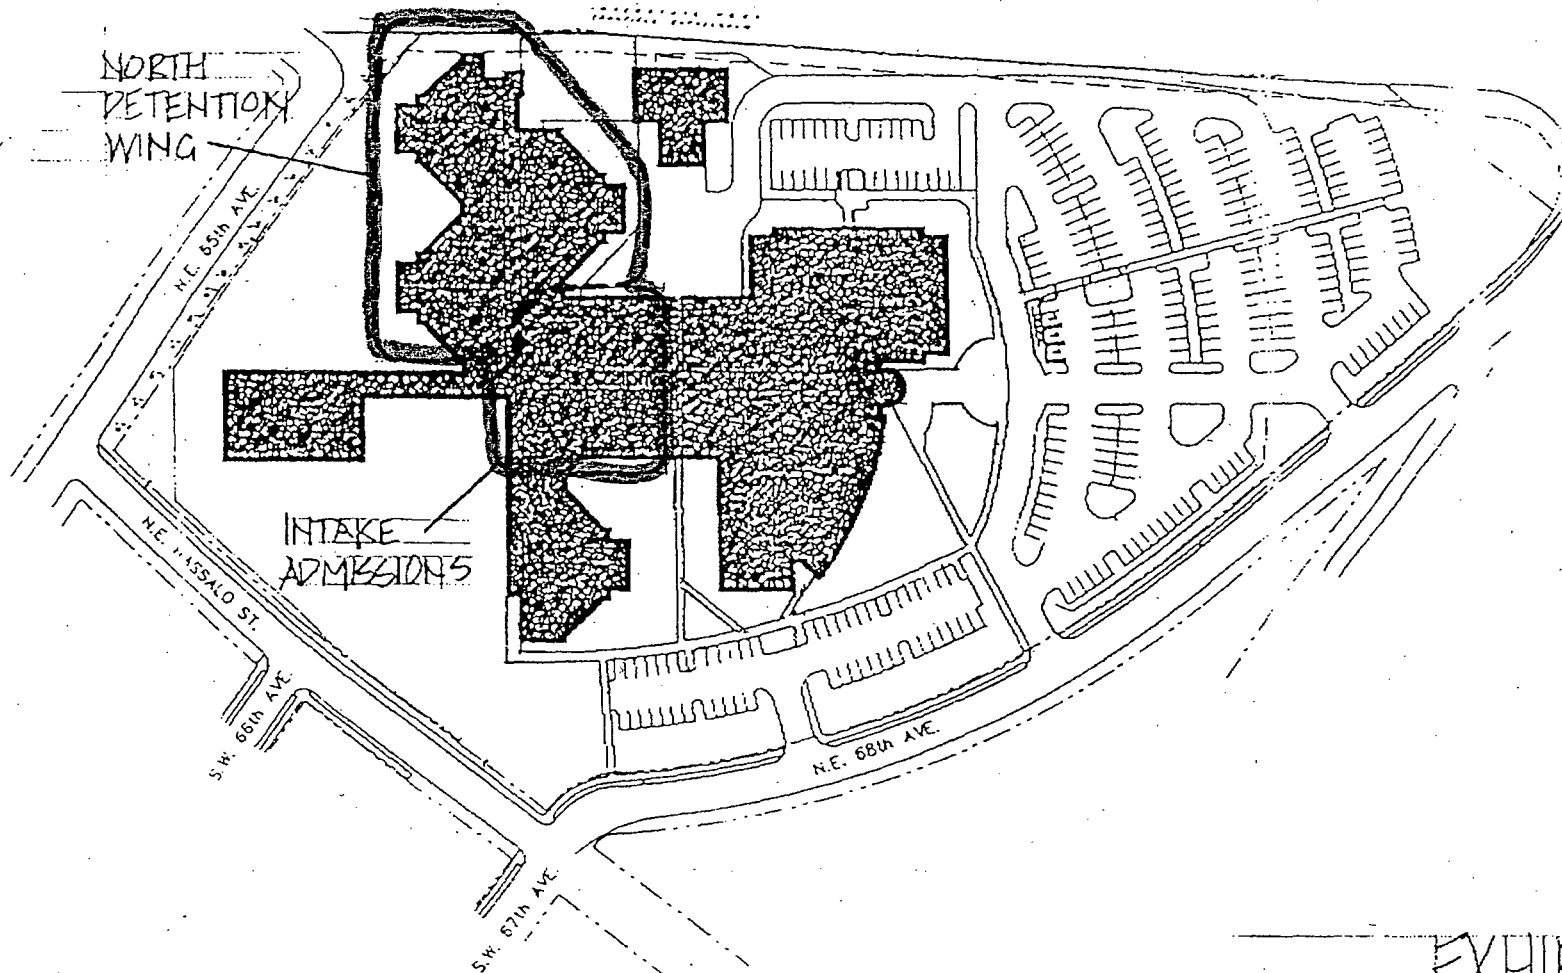 NORTH
DETENTION
WING
N.E. 65th AVE.
INTAKE
ADMISSIONS
N.E. HASSALO ST.
S.W. 66th AVE.
N.E. 68th AVE.
S.W. 67th AVE.